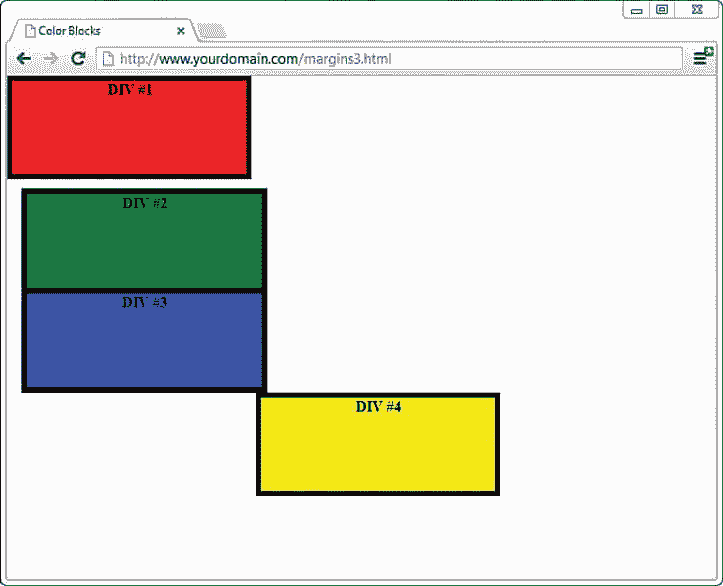 Color Blocks
http://www.yourdomain.com/margins3.html
DIV #1
DIV #2
DIV #3
DIV #4